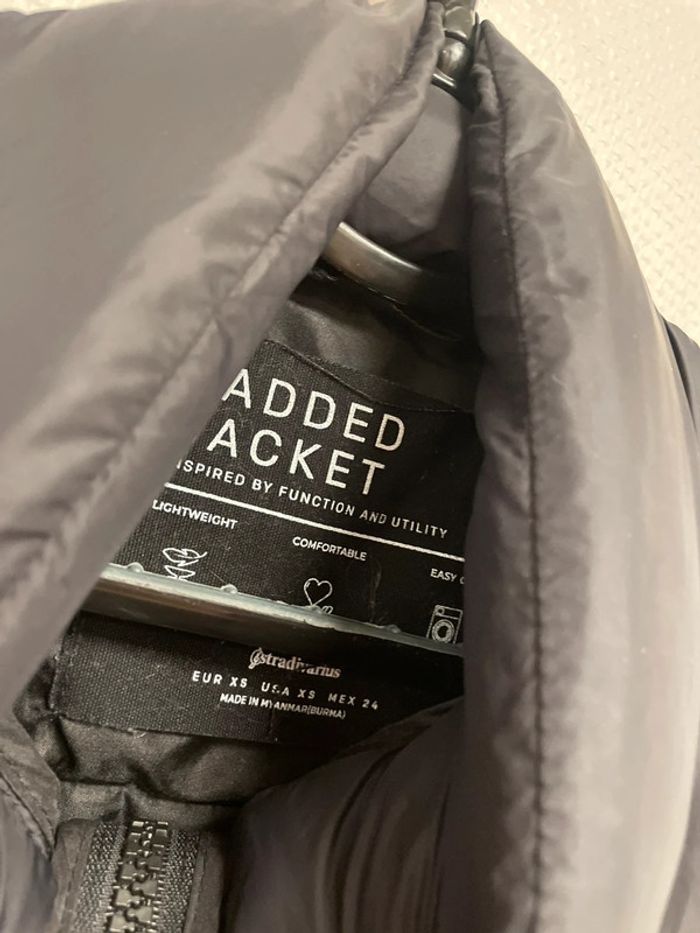 ADDED
ACKET
NSPIRED BY FUNCTION AND UTILITY
LIGHTWEIGHT
COMFORTABLE
EASY
stradivarius
EUR XS USA XS MEX 24
MADE IN MYANMAR(BURMA)